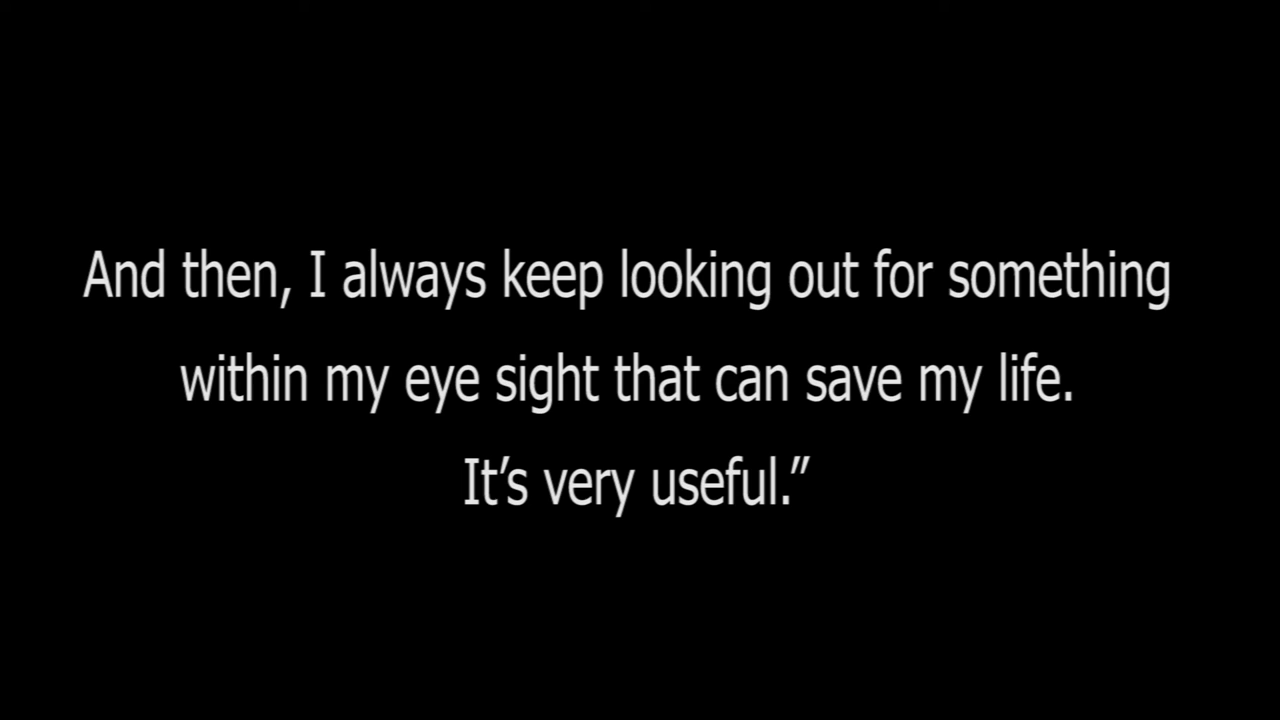 And then, I always keep looking out for something
within my eye sight that can save my life.
It’s very useful.”